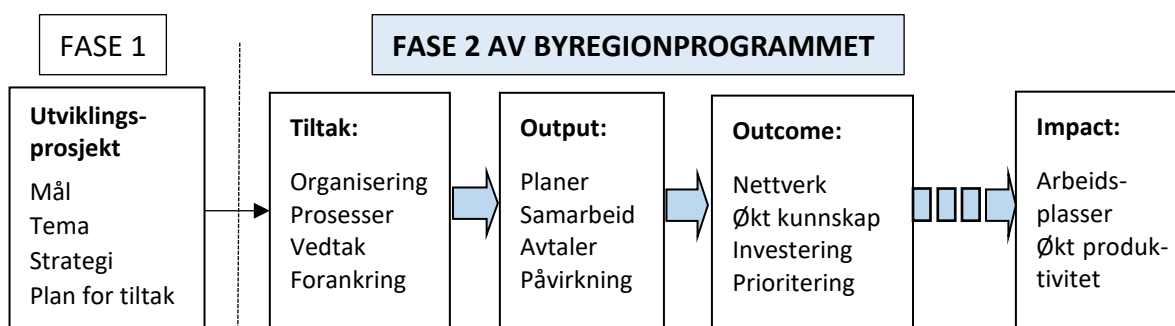 FASE 1
FASE 2 AV BYREGIONPROGRAMMET
Utviklings-
prosjekt
Mål
Tema
Strategi
Plan for tiltak
Tiltak:
Organisering
Prosesser
Vedtak
Forankring
Output:
Planer
Samarbeid
Avtaler
Påvirkning
Outcome:
Nettverk
Økt kunnskap
Investering
Prioritering
Impact:
Arbeids-
plasser
Økt produk-
tivitet